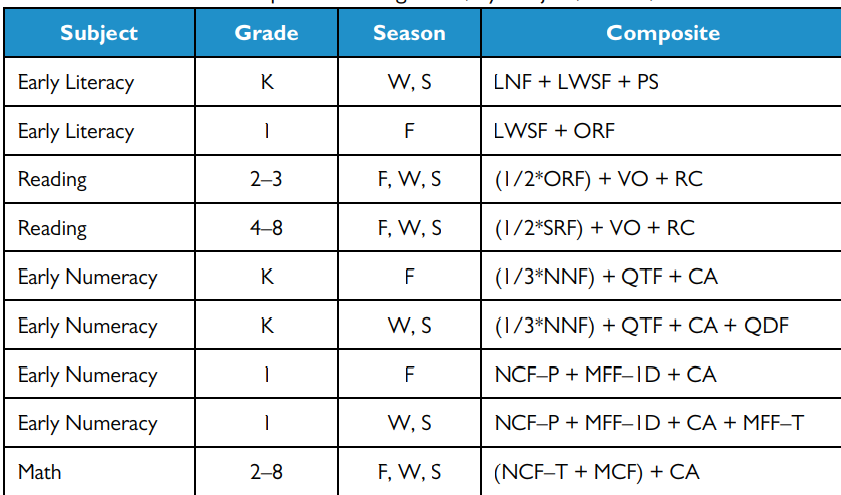 Subject Grade Season Composite
Early Literacy K W, S LNF + LWSF + PS
Early Literacy 1 F LWSF + ORF
Reading 2–3 F, W, S (1/2*ORF) + VO + RC
Reading 4–8 F, W, S (1/2*SRF) + VO + RC
Early Numeracy K F (1/3*NNF) + QTF + CA
Early Numeracy K W, S (1/3*NNF) + QTF + CA + QDF
Early Numeracy 1 F NCF–P + MFF–1D + CA
Early Numeracy 1 W, S NCF–P + MFF–1D + CA + MFF–T
Math 2–8 F, W, S (NCF–T + MCF) + CA